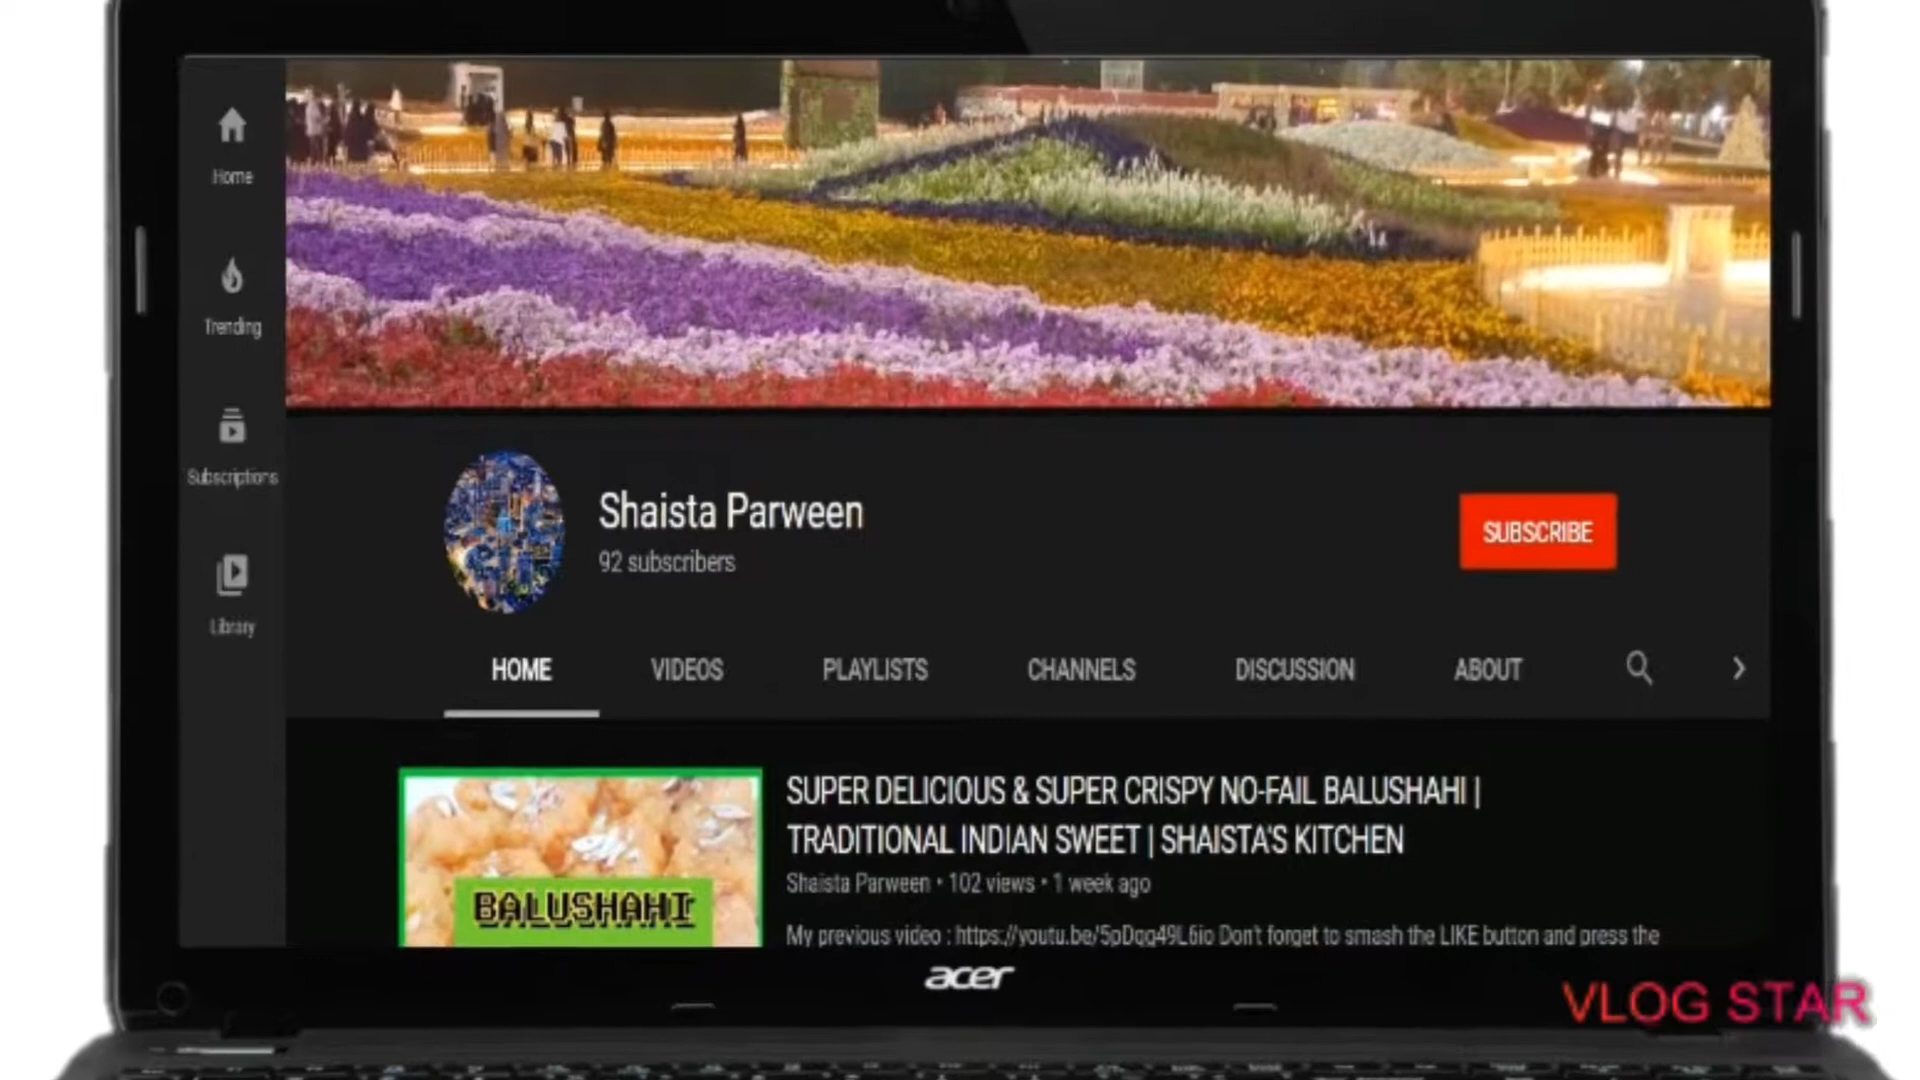 Home
Trending
Subscriptions
Library
Shaista Parween
92 subscribers
SUBSCRIBE
HOME
VIDEOS
PLAYLISTS
CHANNELS
DISCUSSION
ABOUT
SUPER DELICIOUS & SUPER CRISPY NO-FAIL BALUSHAHI |
TRADITIONAL INDIAN SWEET | SHAISTA'S KITCHEN
Shaista Parween • 102 views • 1 week ago
My previous video : https://youtu.be/5pDqg49L6io Don't forget to smash the LIKE button and press the
BALUSHAHI
acer
VLOG STAR